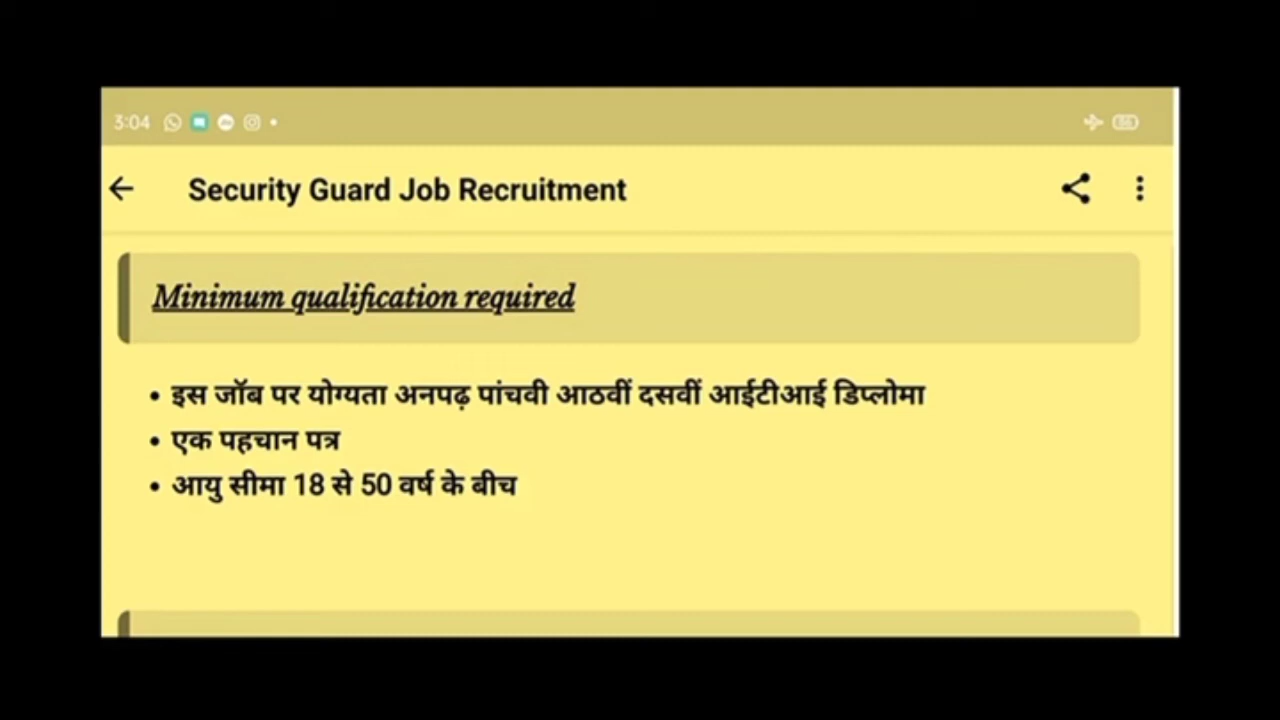 3:04
Security Guard Job Recruitment
Minimum qualification required
• इस जॉब पर योग्यता अनपढ़ पांचवी आठवीं दसवीं आईटीआई डिप्लोमा
• एक पहचान पत्र
• आयु सीमा 18 से 50 वर्ष के बीच